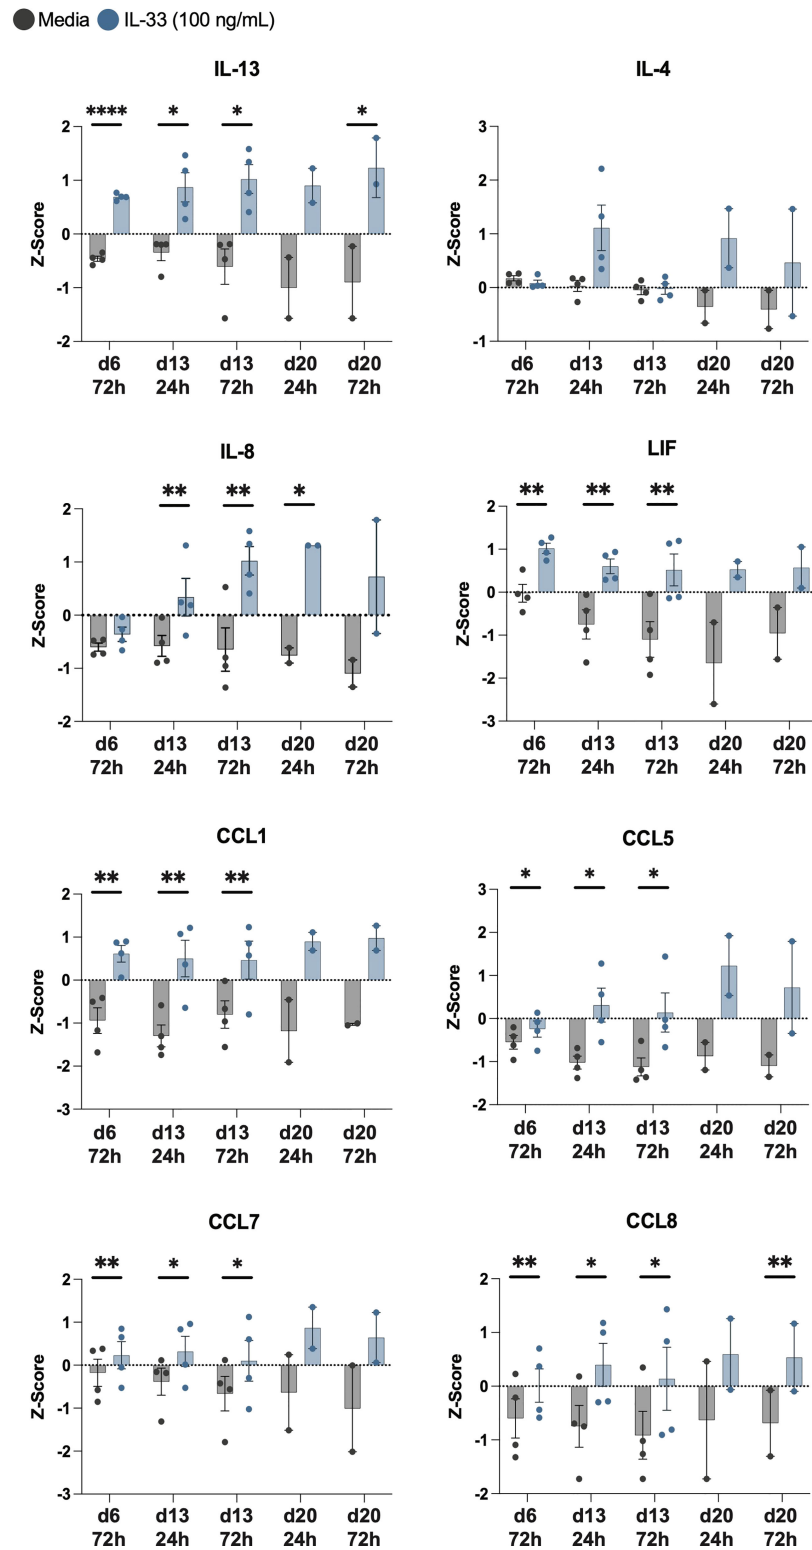 Media IL-33 (100 ng/mL)
IL-13
**** * * *
2
1
0
-1
-2
Z-Score
d6 d13 d13 d20 d20
72h 24h 72h 24h 72h
IL-4
3
2
1
0
-1
Z-Score
d6 d13 d13 d20 d20
72h 24h 72h 24h 72h
IL-8
** ** *
2
1
0
-1
-2
Z-Score
d6 d13 d13 d20 d20
72h 24h 72h 24h 72h
LIF
** ** **
2
1
0
-1
-2
-3
Z-Score
d6 d13 d13 d20 d20
72h 24h 72h 24h 72h
CCL1
** ** **
2
1
0
-1
-2
-3
Z-Score
d6 d13 d13 d20 d20
72h 24h 72h 24h 72h
CCL5
* * *
3
2
1
0
-1
-2
Z-Score
d6 d13 d13 d20 d20
72h 24h 72h 24h 72h
CCL7
** * *
2
1
0
-1
-2
-3
Z-Score
d6 d13 d13 d20 d20
72h 24h 72h 24h 72h
CCL8
** * * **
2
1
0
-1
-2
Z-Score
d6 d13 d13 d20 d20
72h 24h 72h 24h 72h